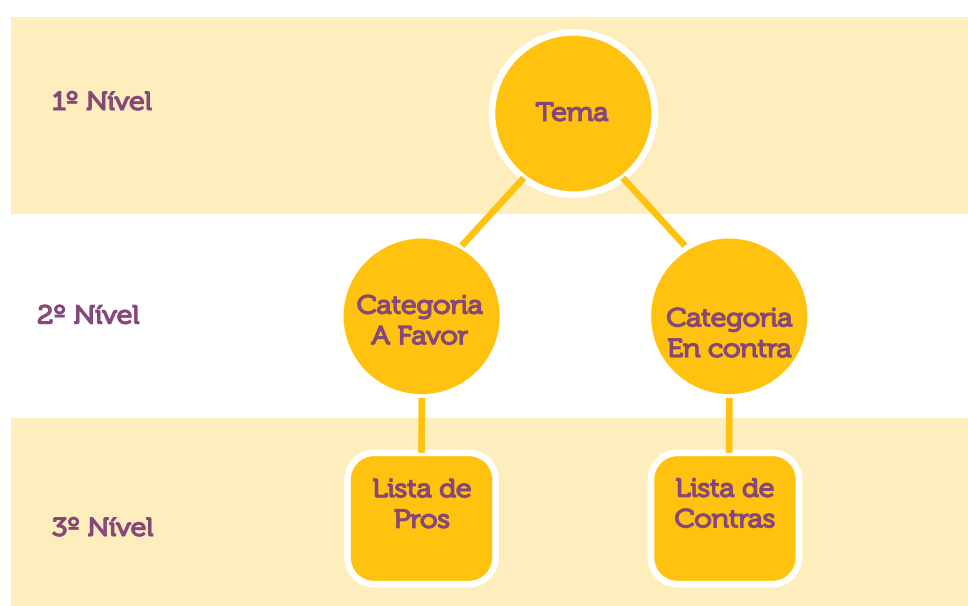 1º Nível
Tema
2º Nível
Categoria
A Favor
Categoria
En contra
3º Nível
Lista de
Pros
Lista de
Contras